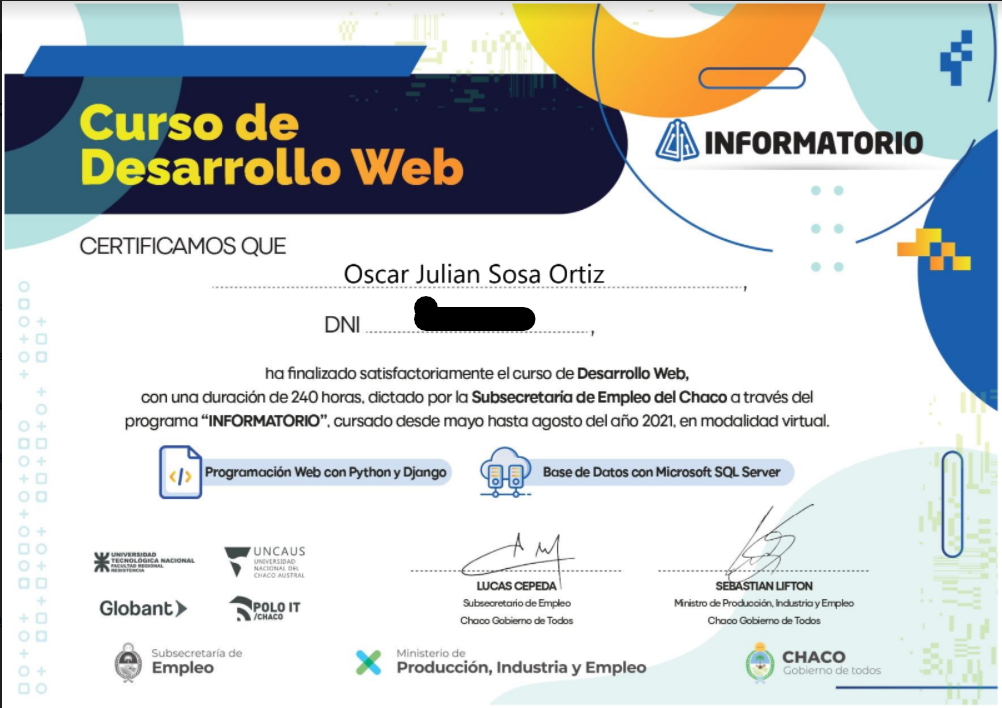 Curso de
Desarrollo Web
INFORMATORIO
CERTIFICAMOS QUE
Oscar Julian Sosa Ortiz,
DNI ,
ha finalizado satisfactoriamente el curso de Desarrollo Web,
con una duración de 240 horas, dictado por la Subsecretaría de Empleo del Chaco a través del
programa “INFORMATORIO”, cursado desde mayo hasta agosto del año 2021, en modalidad virtual.
</> Programación Web con Python y Django
Base de Datos con Microsoft SQL Server
UNIVERSIDAD
TECNOLÓGICA NACIONAL
FACULTAD REGIONAL
RESISTENCIA
UNCAUS
UNIVERSIDAD
NACIONAL DEL
CHACO AUSTRAL
Globant
POLO IT
/CHACO
LUCAS CEPEDA
Subsecretario de Empleo
Chaco Gobierno de Todos
SEBASTIAN LIFTON
Ministro de Producción, Industria y Empleo
Chaco Gobierno de Todos
Subsecretaría de
Empleo
Ministerio de
Producción, Industria y Empleo
CHACO
Gobierno de todos